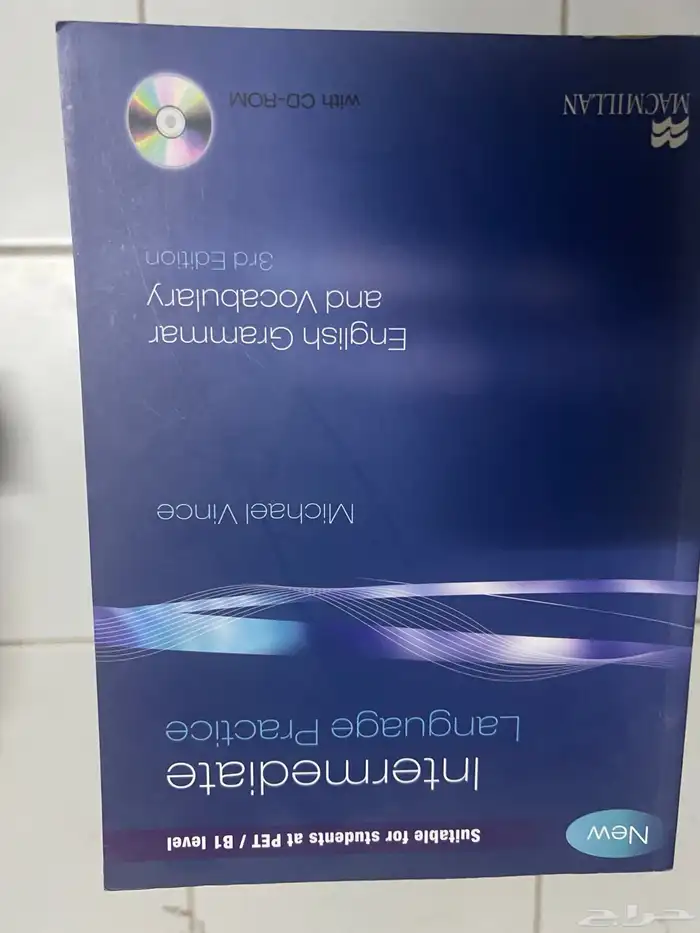 New
Suitable for students at PET / B1 level
Intermediate
Language Practice
Michael Vince
English Grammar
and Vocabulary
3rd Edition
MACMILLAN
with CD-ROM
حراج